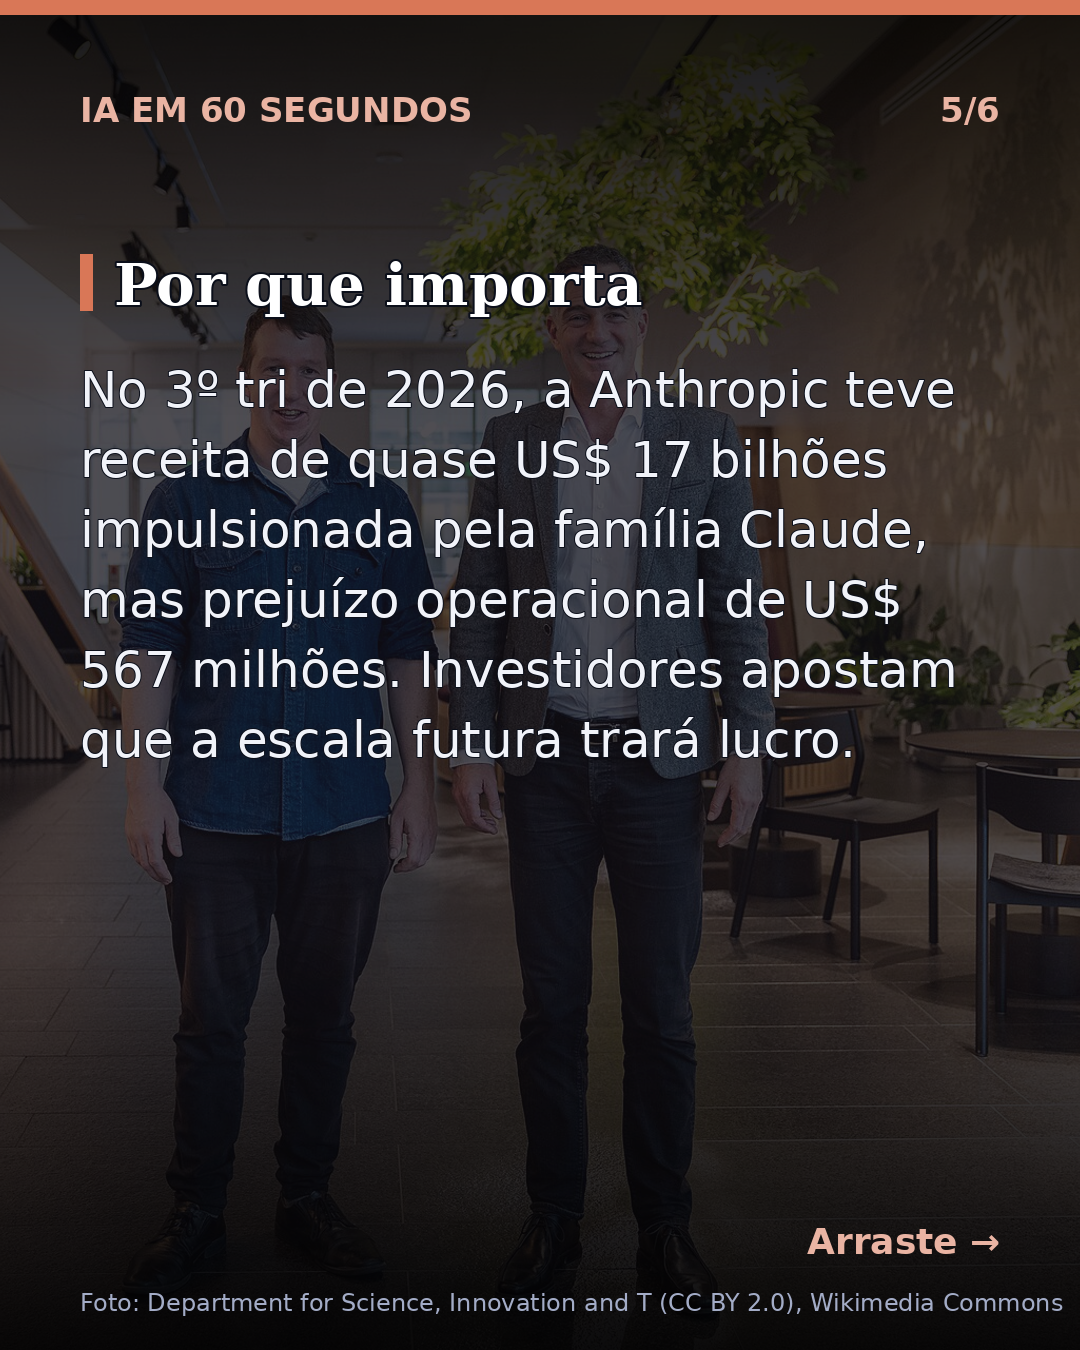 IA EM 60 SEGUNDOS
5/6
Por que importa
No 3º tri de 2026, a Anthropic teve
receita de quase US$ 17 bilhões
impulsionada pela família Claude,
mas prejuízo operacional de US$
567 milhões. Investidores apostam
que a escala futura trará lucro.
Arraste →
Foto: Department for Science, Innovation and T (CC BY 2.0), Wikimedia Commons